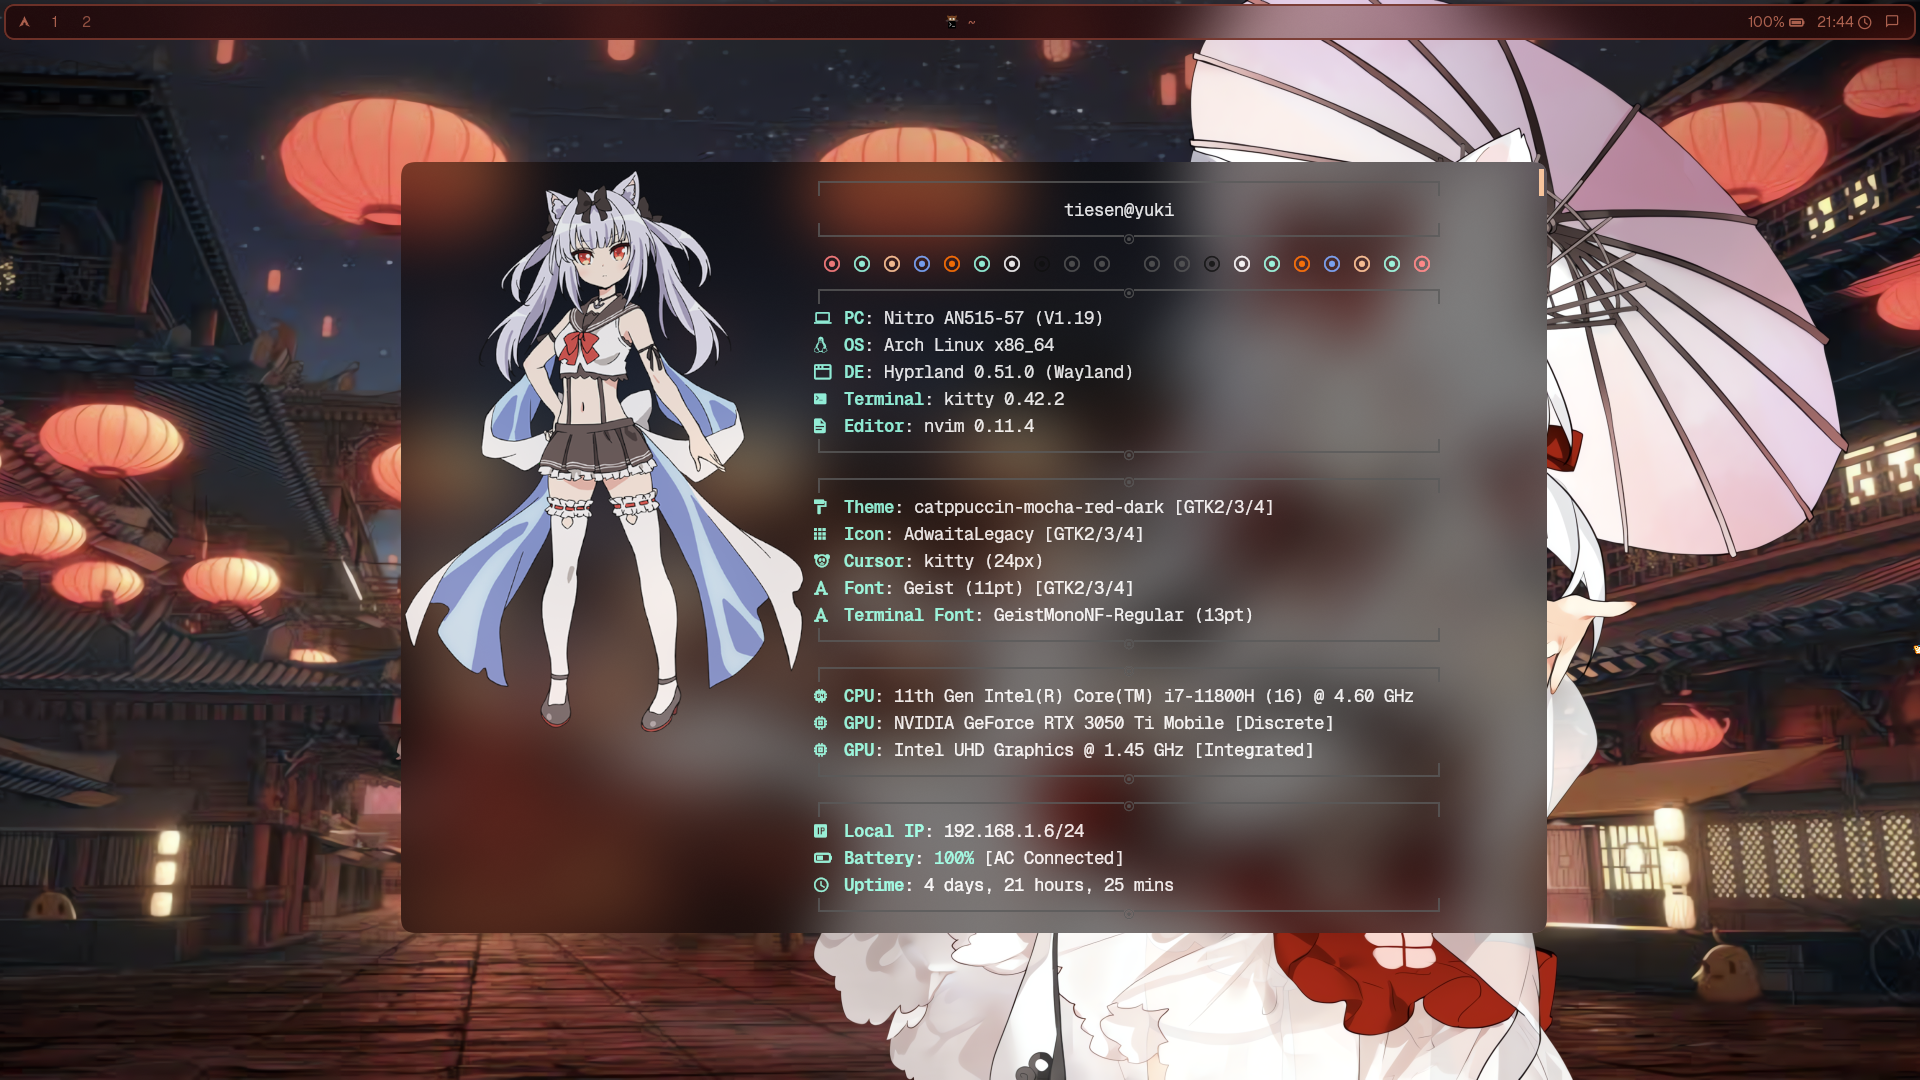 1 2
~
100% 21:44
tiesen@yuki
PC: Nitro AN515-57 (V1.19)
OS: Arch Linux x86_64
DE: Hyprland 0.51.0 (Wayland)
Terminal: kitty 0.42.2
Editor: nvim 0.11.4
Theme: catppuccin-mocha-red-dark [GTK2/3/4]
Icon: AdwaitaLegacy [GTK2/3/4]
Cursor: kitty (24px)
Font: Geist (11pt) [GTK2/3/4]
Terminal Font: GeistMonoNF-Regular (13pt)
CPU: 11th Gen Intel(R) Core(TM) i7-11800H (16) @ 4.60 GHz
GPU: NVIDIA GeForce RTX 3050 Ti Mobile [Discrete]
GPU: Intel UHD Graphics @ 1.45 GHz [Integrated]
Local IP: 192.168.1.6/24
Battery: 100% [AC Connected]
Uptime: 4 days, 21 hours, 25 mins